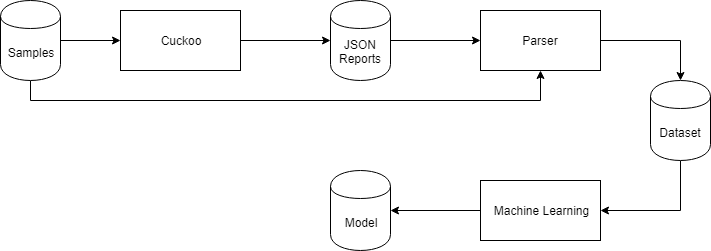 Samples
Cuckoo
JSON
Reports
Parser
Dataset
Machine Learning
Model